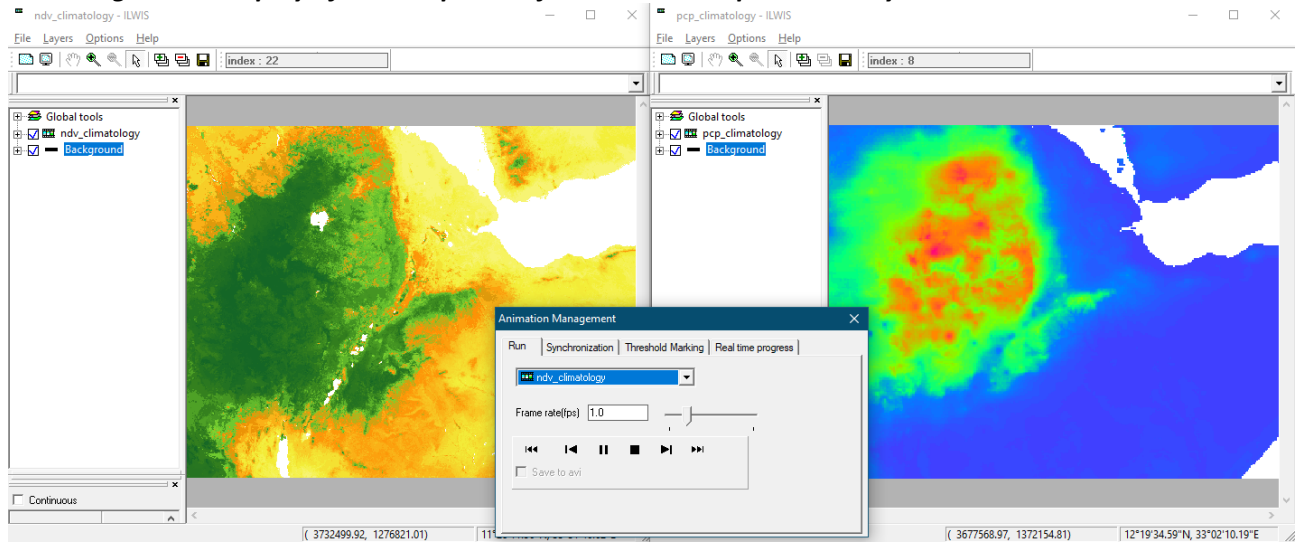 ndv_climatology - ILWIS
File Layers Options Help
index : 22
Global tools
ndv_climatology
Background
Continuous
( 3732499.92, 1276821.01)
pcp_climatology - ILWIS
File Layers Options Help
index : 8
Global tools
pcp_climatology
Background
( 3677568.97, 1372154.81) 12°19'34.59"N, 33°02'10.19"E
Animation Management
Run Synchronization Threshold Marking Real time progress
ndv_climatology
Frame rate(fps) 1.0
Save to avi